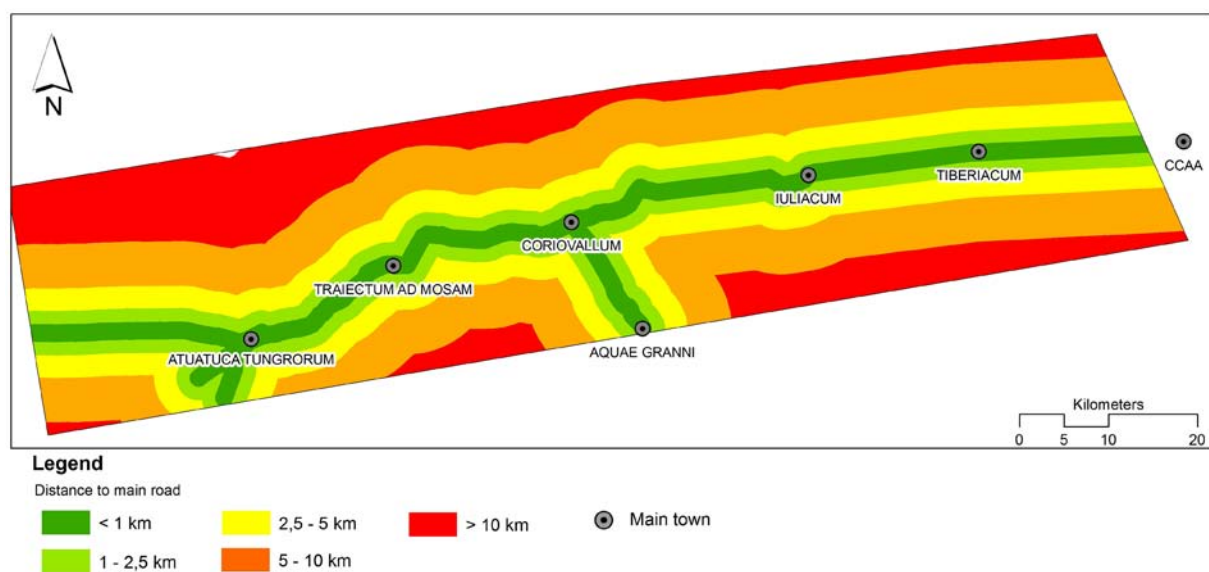 N
CCAA
TIBERIACUM
IULIACUM
CORIOVALLUM
TRAIECTUM AD MOSAM
AQUAE GRANNI
ATUATUCA TUNGRORUM
Kilometers
0 5 10 20
Legend
Distance to main road
< 1 km
2,5 - 5 km
> 10 km
Main town
1 - 2,5 km
5 - 10 km